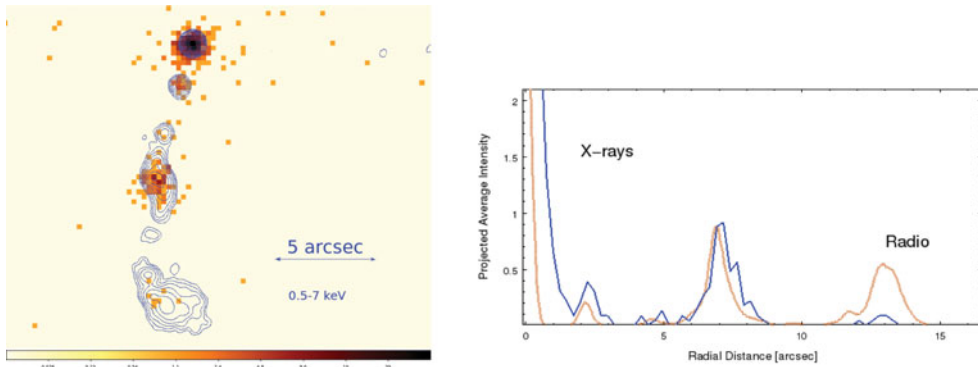 5 arcsec
0.5-7 keV
X-rays
Radio
Projected Average Intensity
2
1.5
1
0.5
0 5 10 15
Radial Distance [arcsec]